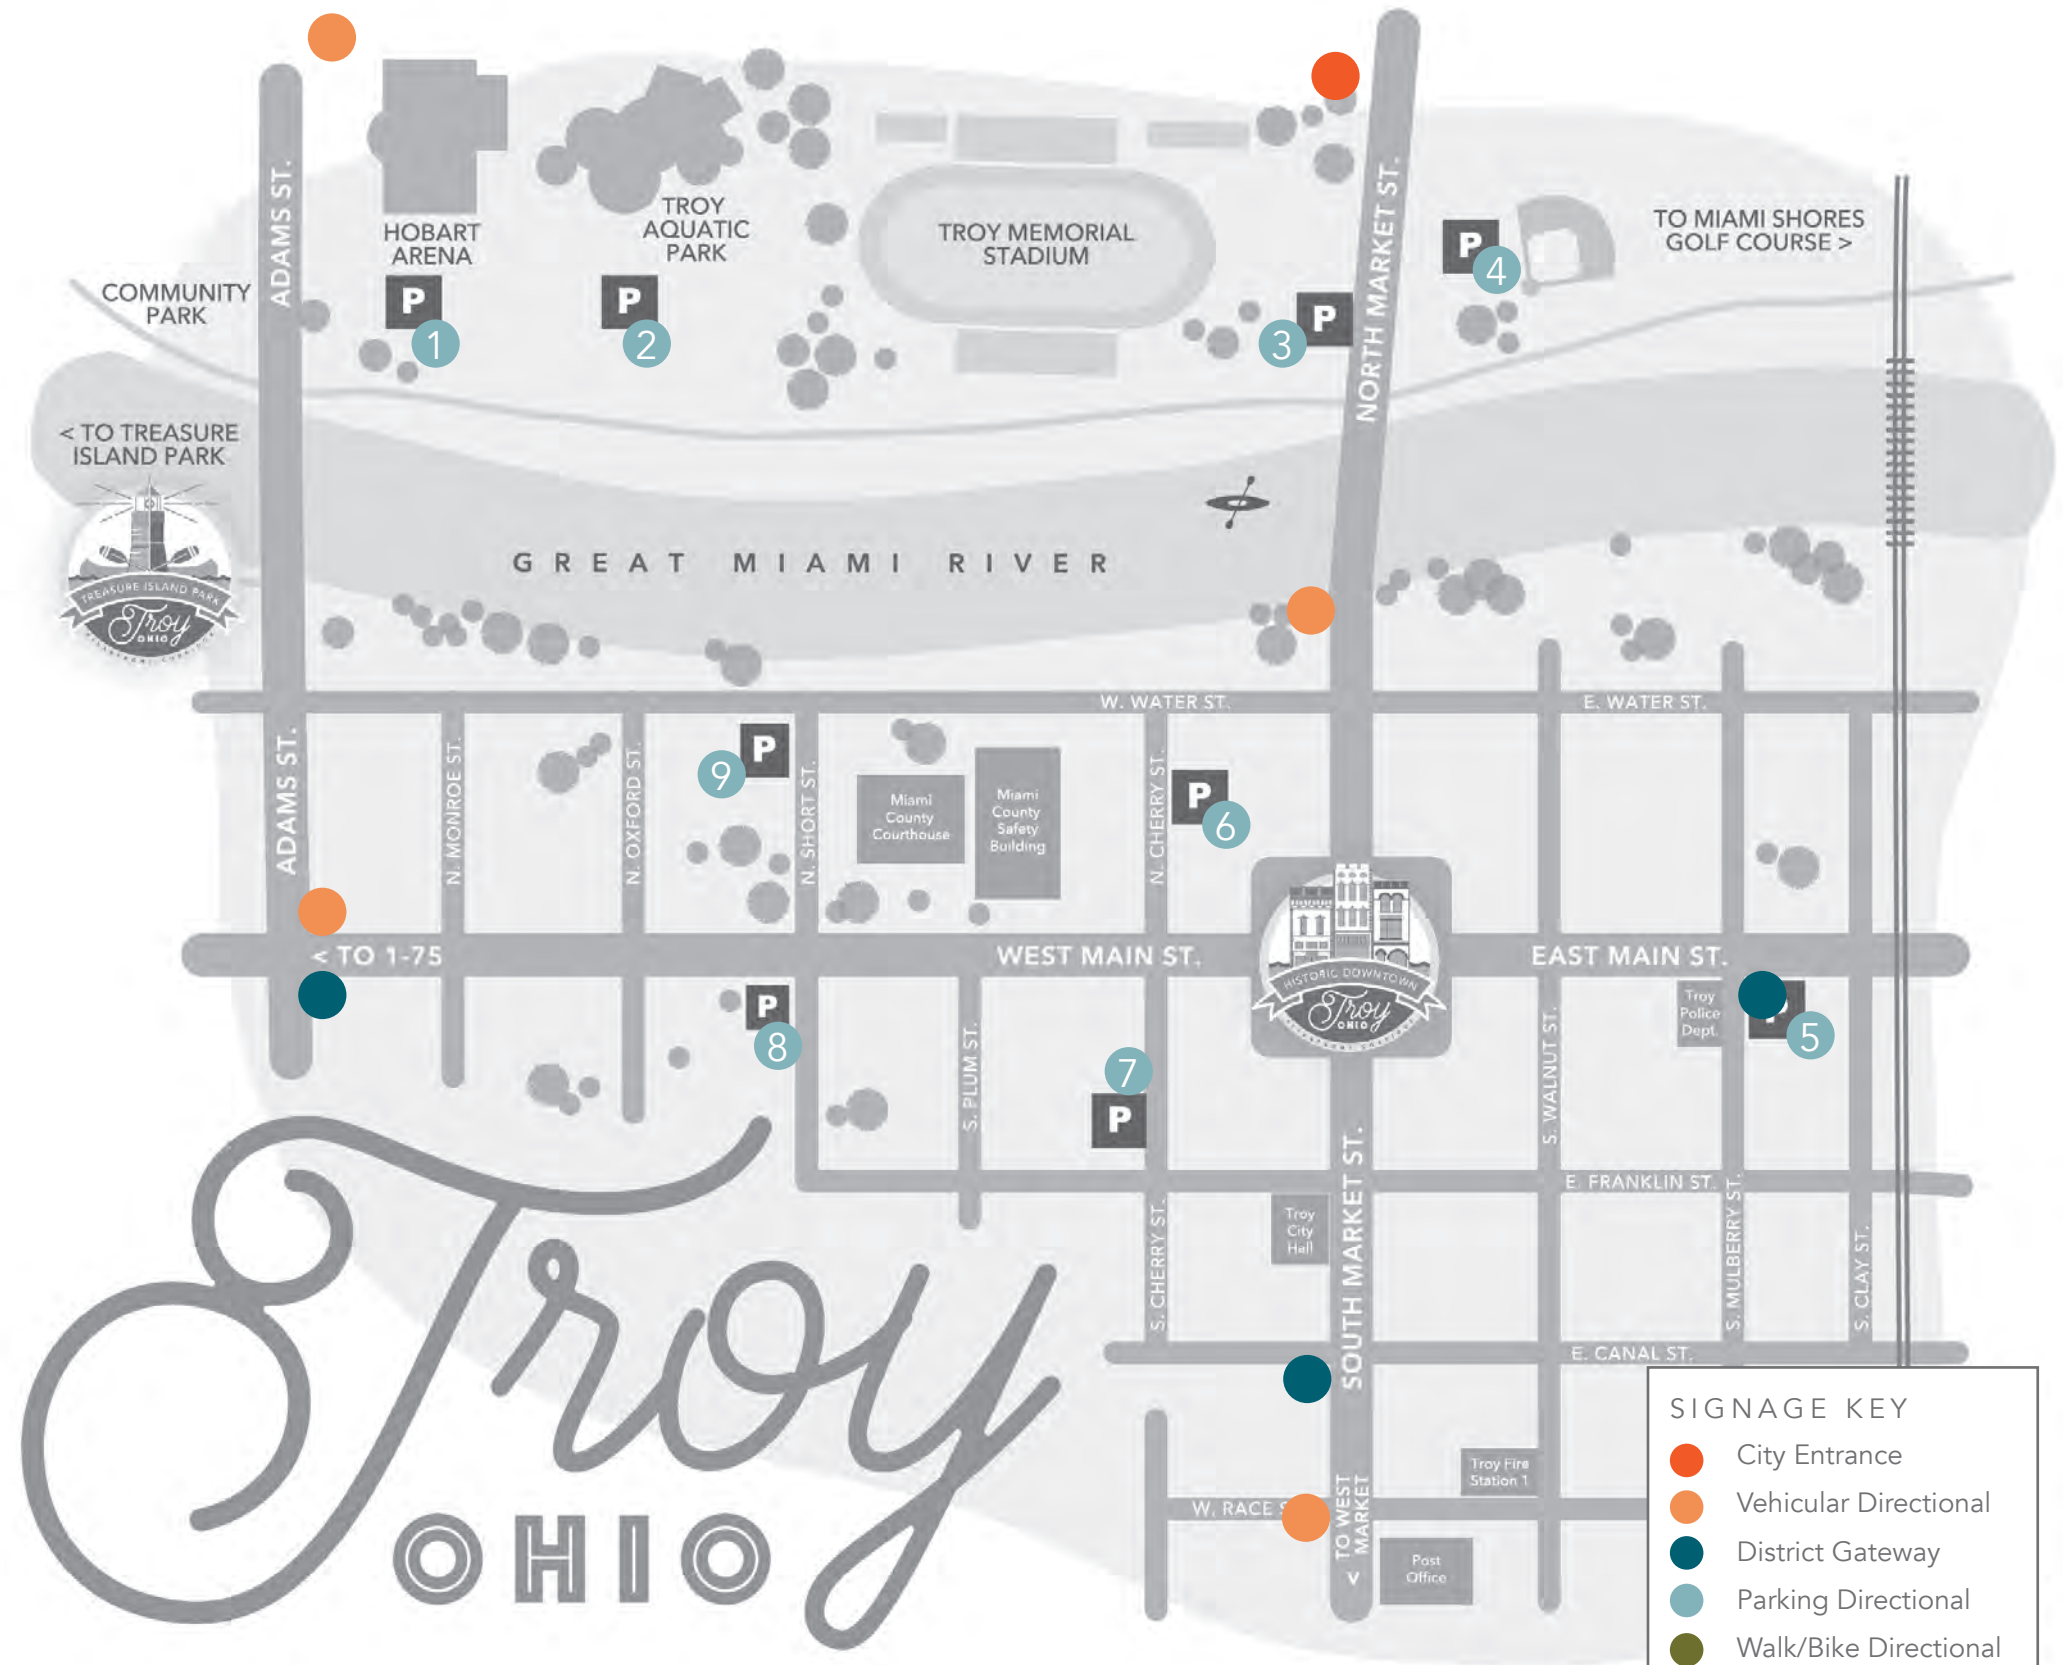 ADAMS ST.
HOBART
ARENA
P
1
TROY
AQUATIC
PARK
P
2
TROY MEMORIAL
STADIUM
P
3
NORTH MARKET ST.
P
4
TO MIAMI SHORES
GOLF COURSE >
COMMUNITY
PARK
< TO TREASURE
ISLAND PARK
TREASURE ISLAND PARK
Troy
OHIO
GREAT MIAMI RIVER
W. WATER ST.
E. WATER ST.
ADAMS ST.
N. MONROE ST.
N. OXFORD ST.
P
9
N. SHORT ST.
Miami
County
Courthouse
Miami
County
Safety
Building
N. CHERRY ST.
P
6
< TO 1-75
WEST MAIN ST.
HISTORIC DOWNTOWN
Troy
OHIO
EAST MAIN ST.
P
8
S. PLUM ST.
7
P
S. WALNUT ST.
Troy
Police
Dept.
5
E. FRANKLIN ST.
S. CHERRY ST.
Troy
City
Hall
SOUTH MARKET ST.
S. MULBERRY ST.
S. CLAY ST.
E. CANAL ST.
Troy Fire
Station 1
W. RACE S
< TO WEST
MARKET
Post
Office
Troy
OHIO
SIGNAGE KEY
City Entrance
Vehicular Directional
District Gateway
Parking Directional
Walk/Bike Directional